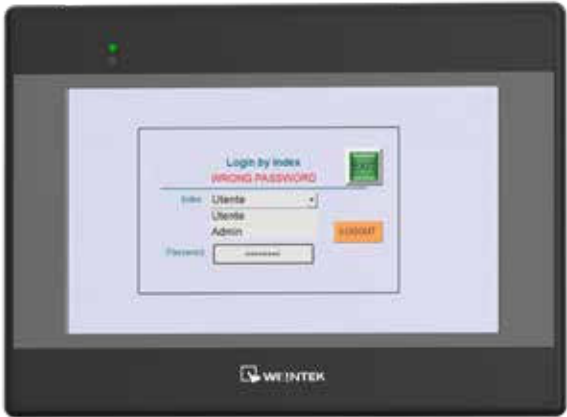 Login by Index
WRONG PASSWORD
Index
Utente
Utente
Admin
LOGOUT
Password
********
WEINTEK